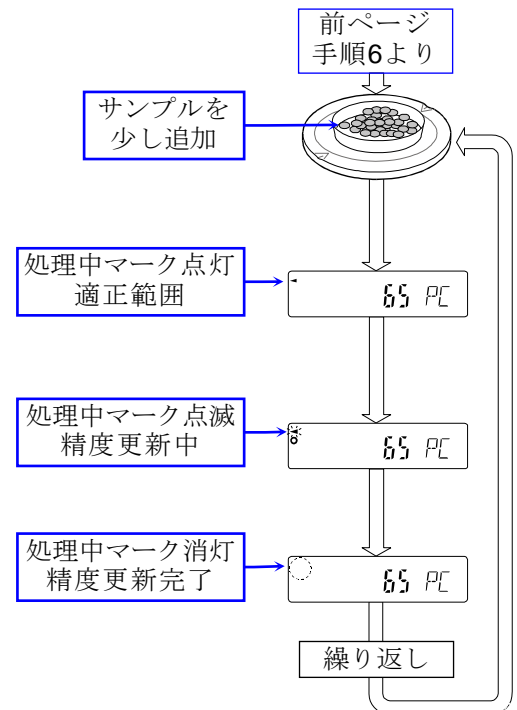 前ページ
手順6より
サンプルを
少し追加
処理中マーク点灯
適正範囲
65 PC
処理中マーク点滅
精度更新中
65 PC
処理中マーク消灯
精度更新完了
65 PC
繰り返し